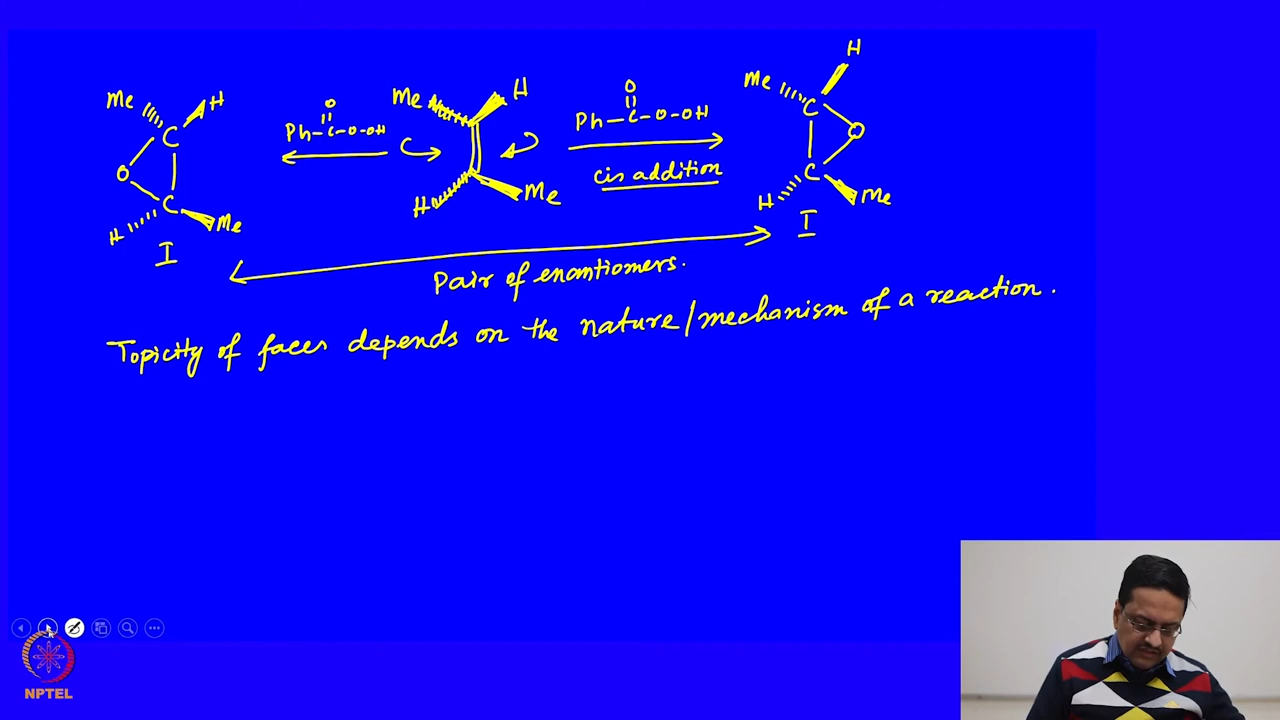 Me H
Ph-C-O-OH
O
C
O
C
H Me
I
Me H
H Me
O
Ph-C-O-OH
cis addition
H
Me
C
O
C
H Me
I
Pair of enantiomers.
Topicity of faces depends on the nature/mechanism of a reaction.
NPTEL